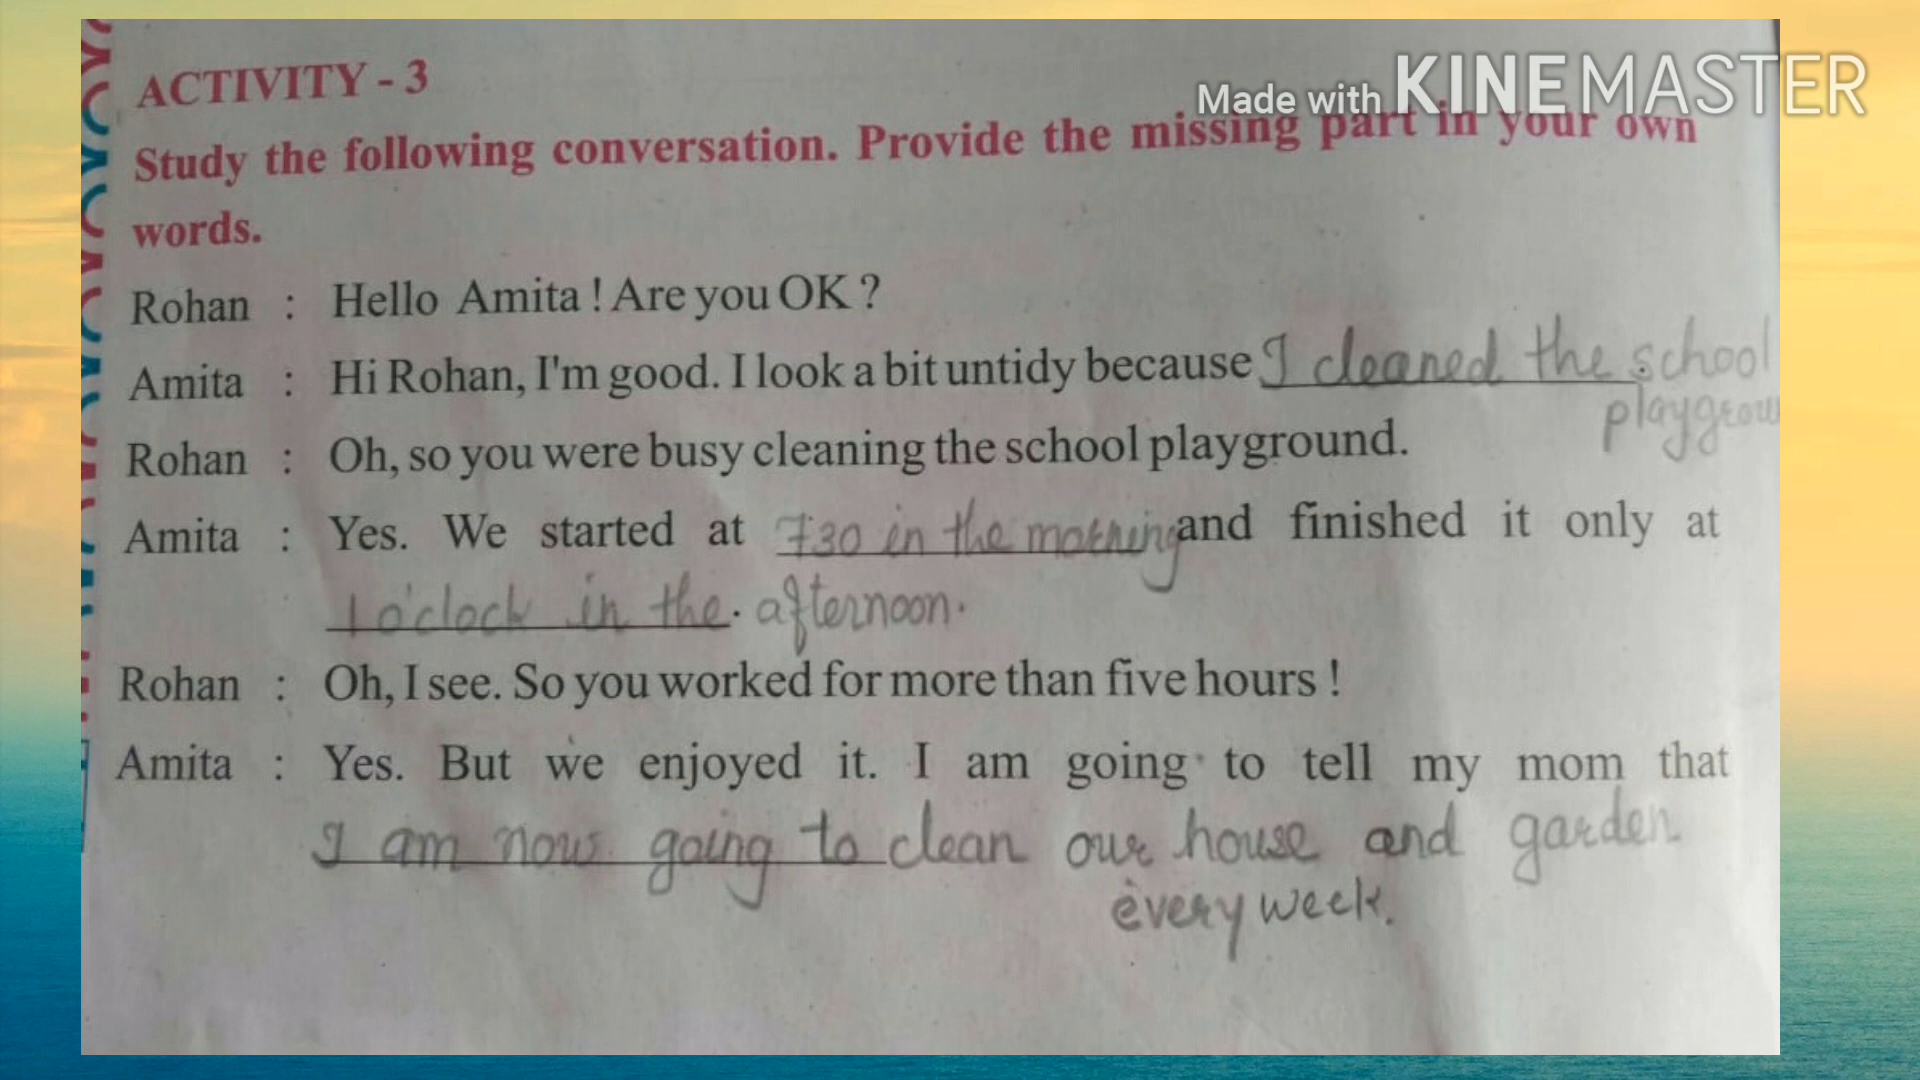 Made with KINEMASTER
ACTIVITY - 3
Study the following conversation. Provide the missing part in your own
words.
Rohan : Hello Amita ! Are you OK ?
Amita : Hi Rohan, I'm good. I look a bit untidy because I cleaned the school
playgrou
Rohan : Oh, so you were busy cleaning the school playground.
Amita : Yes. We started at 7:30 in the morning and finished it only at
1 o'clock in the . afternoon.
Rohan : Oh, I see. So you worked for more than five hours !
Amita : Yes. But we enjoyed it. I am going to tell my mom that
I am now going to clean our house and garden
every week.